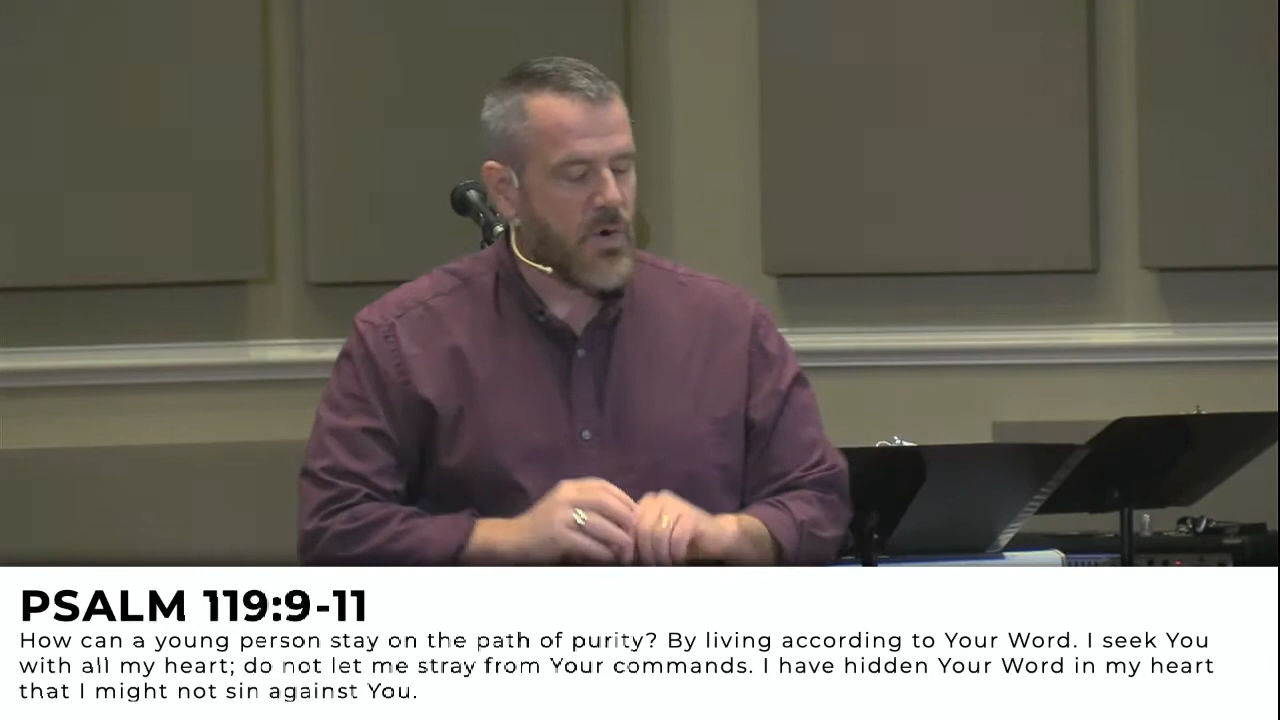 PSALM 119:9-11
How can a young person stay on the path of purity? By living according to Your Word. I seek You
with all my heart; do not let me stray from Your commands. I have hidden Your Word in my heart
that I might not sin against You.